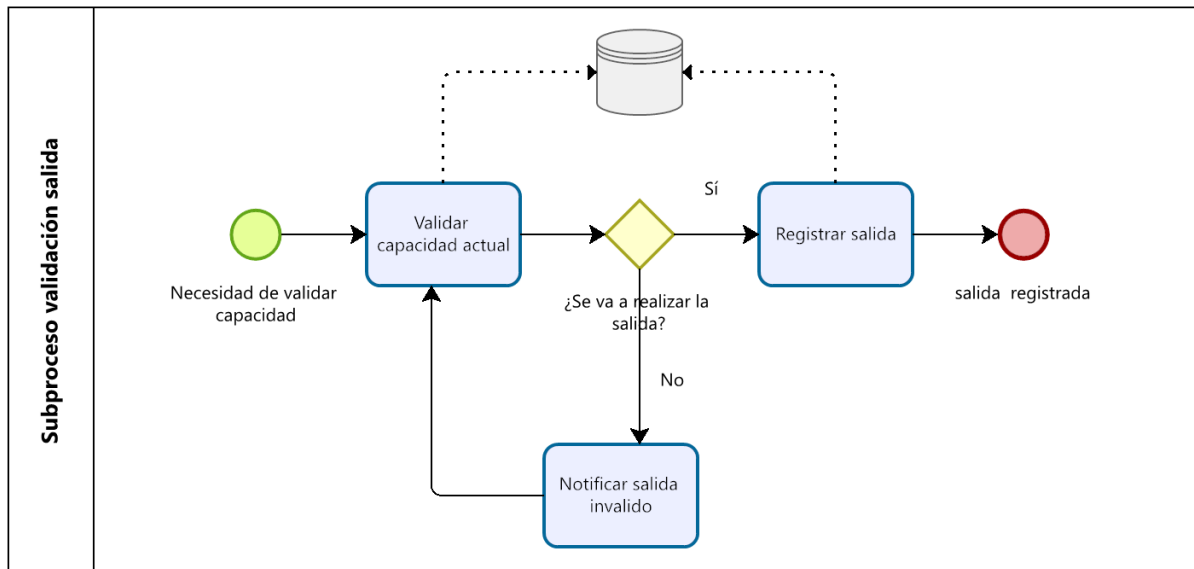 Subproceso validación salida
Necesidad de validar
capacidad
Validar
capacidad actual
¿Se va a realizar la
salida?
Sí
No
Registrar salida
salida  registrada
Notificar salida
invalido